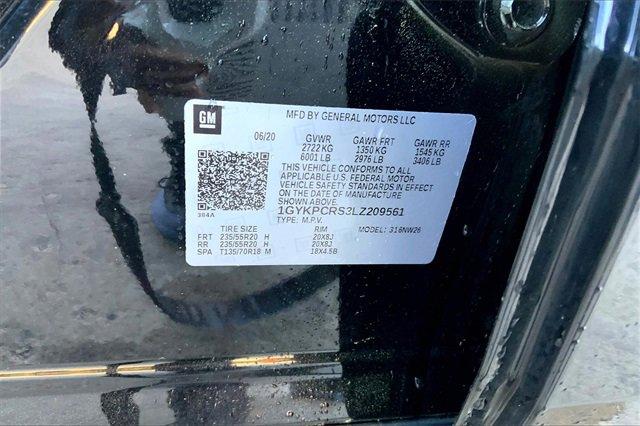 GM
MFD BY GENERAL MOTORS LLC
06/20 GVWR GAWR FRT GAWR RR
2722 KG 1350 KG 1545 KG
6001 LB 2976 LB 3406 LB
THIS VEHICLE CONFORMS TO ALL
APPLICABLE U.S. FEDERAL MOTOR
VEHICLE SAFETY STANDARDS IN EFFECT
ON THE DATE OF MANUFACTURE
SHOWN ABOVE.
1GYKPCRS3LZ209561
384A
TYPE: M.P.V. MODEL: 316NW26
TIRE SIZE RIM
FRT 235/55R20 H 20X8J
RR 235/55R20 H 20X8J
SPA T135/70R18 M 18X4.5B